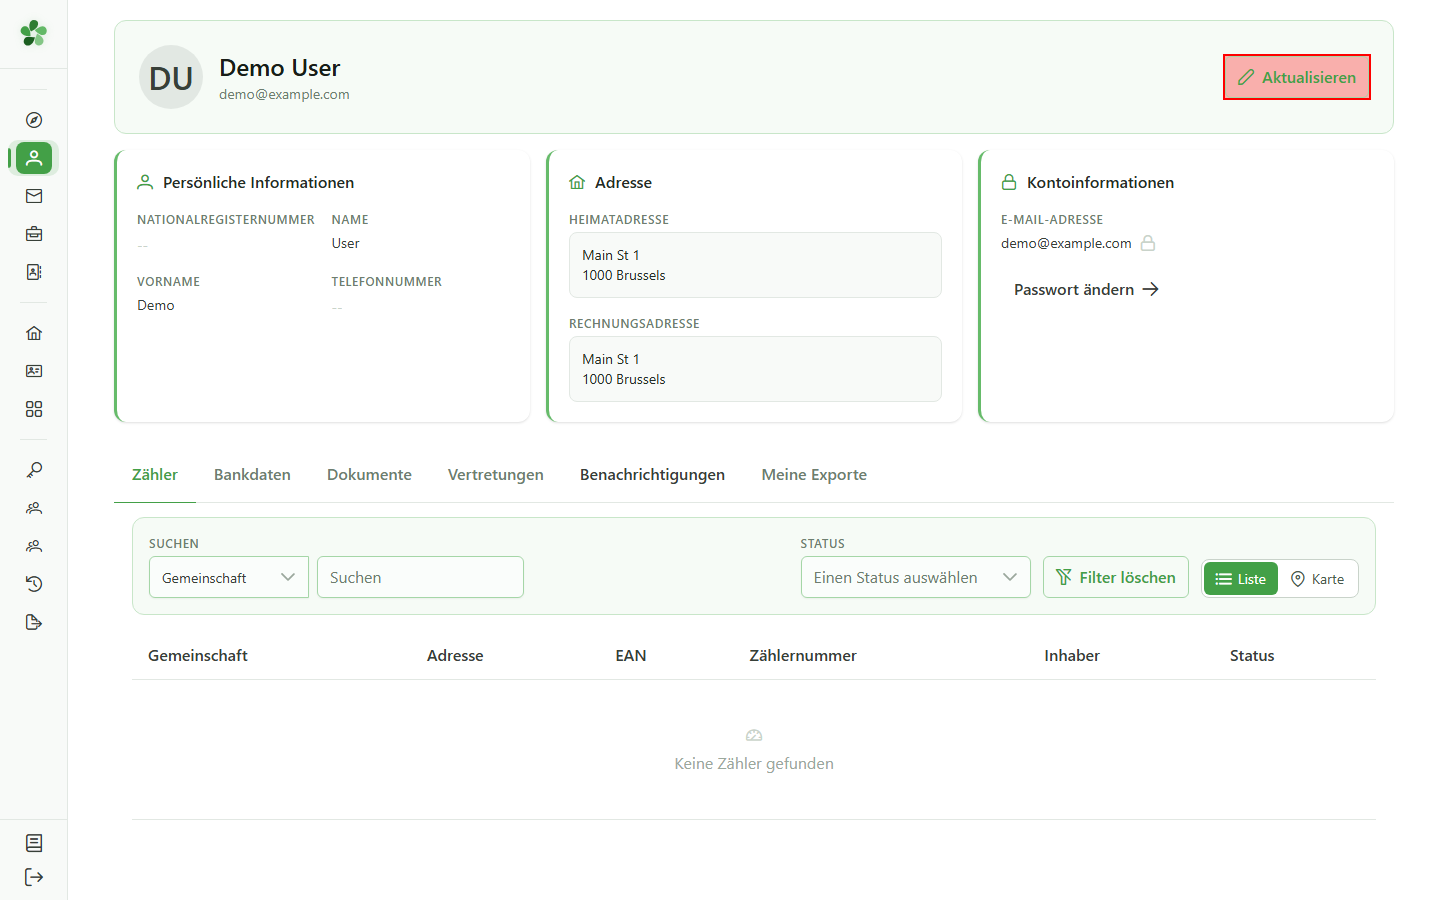 DU
Demo User
demo@example.com
Aktualisieren
Persönliche Informationen
NATIONALREGISTERNUMMER
--
NAME
User
VORNAME
Demo
TELEFONNUMMER
--
Adresse
HEIMATADRESSE
Main St 1
1000 Brussels
RECHNUNGSADRESSE
Main St 1
1000 Brussels
Kontoinformationen
E-MAIL-ADRESSE
demo@example.com
Passwort ändern
Zähler Bankdaten Dokumente Vertretungen Benachrichtigungen Meine Exporte
SUCHEN
Gemeinschaft
Suchen
STATUS
Einen Status auswählen
Filter löschen
Liste
Karte
Gemeinschaft Adresse EAN Zählernummer Inhaber Status
Keine Zähler gefunden